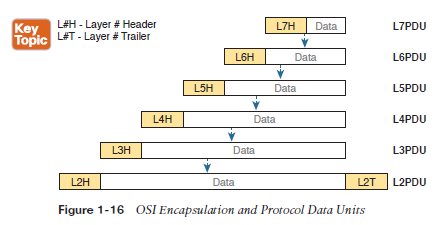 Key Topic
L#H - Layer # Header
L#T - Layer # Trailer
L7H Data L7PDU
L6H Data L6PDU
L5H Data L5PDU
L4H Data L4PDU
L3H Data L3PDU
L2H Data L2T L2PDU
Figure 1-16 OSI Encapsulation and Protocol Data Units